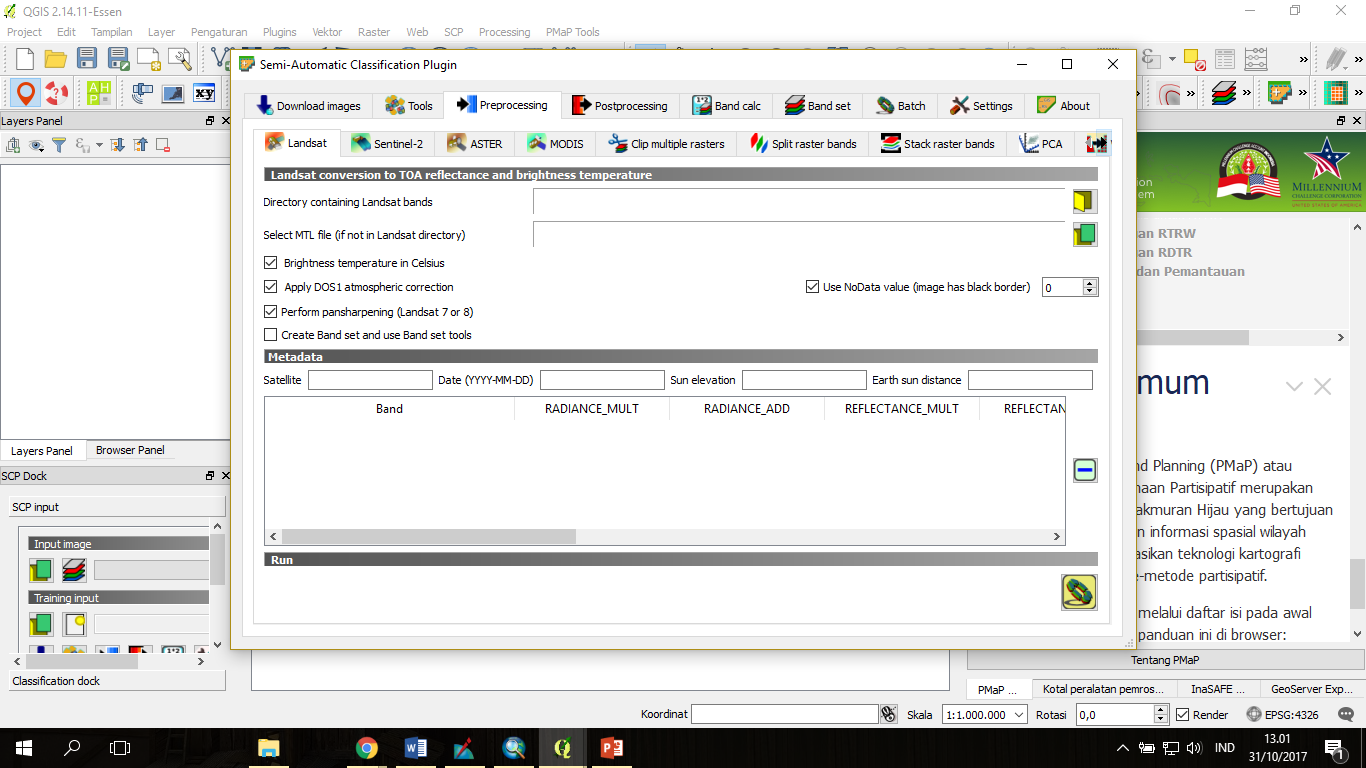 QGIS 2.14.11-Essen
Project Edit Tampilan Layer Pengaturan Plugins Vektor Raster Web SCP Processing PMaP Tools
Semi-Automatic Classification Plugin
Download images Tools Preprocessing Postprocessing Band calc Band set Batch Settings About
Landsat Sentinel-2 ASTER MODIS Clip multiple rasters Split raster bands Stack raster bands PCA
Landsat conversion to TOA reflectance and brightness temperature
Directory containing Landsat bands
Select MTL file (if not in Landsat directory)
Brightness temperature in Celsius
Apply DOS1 atmospheric correction Use NoData value (image has black border) 0
Perform pansharpening (Landsat 7 or 8)
Create Band set and use Band set tools
Metadata
Satellite Date (YYYY-MM-DD) Sun elevation Earth sun distance
Band RADIANCE_MULT RADIANCE_ADD REFLECTANCE_MULT REFLECTAN
Run
Layers Panel
Layers Panel Browser Panel
SCP Dock
SCP input
Input image
Training input
Classification dock
MILLENNIUM
CHALLENGE CORPORATION
UNITED STATES OF AMERICA
tion
tem
an RTRW
an RDTR
dan Pemantauan
mum
nd Planning (PMaP) atau
naan Partisipatif merupakan
akmuran Hijau yang bertujuan
n informasi spasial wilayah
asikan teknologi kartografi
e-metode partisipatif.
melalui daftar isi pada awal
panduan ini di browser:
Tentang PMaP
PMaP ... Kotal peralatan pemros... InaSAFE ... GeoServer Exp...
Koordinat Skala 1:1.000.000 Rotasi 0,0 Render EPSG:4326
IND
13.01
31/10/2017
1